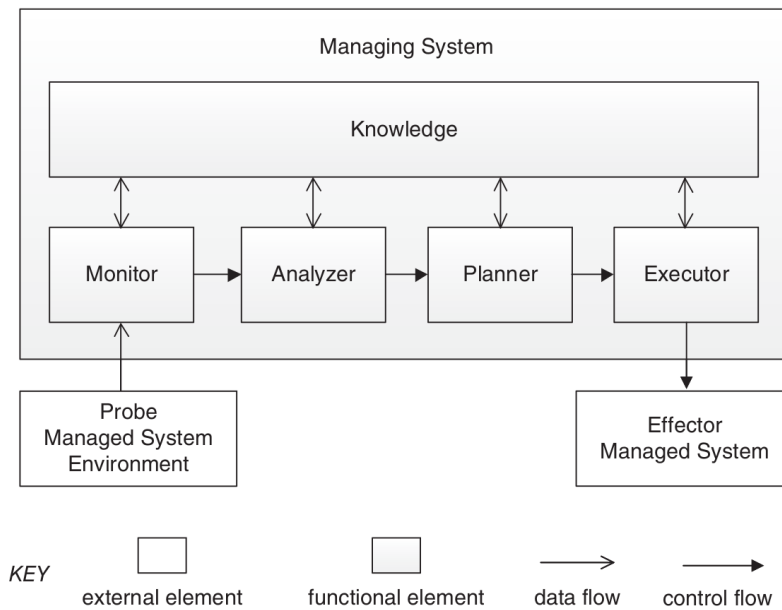 Managing System
Knowledge
Monitor
Analyzer
Planner
Executor
Probe
Managed System
Environment
Effector
Managed System
KEY
external element
functional element
data flow
control flow